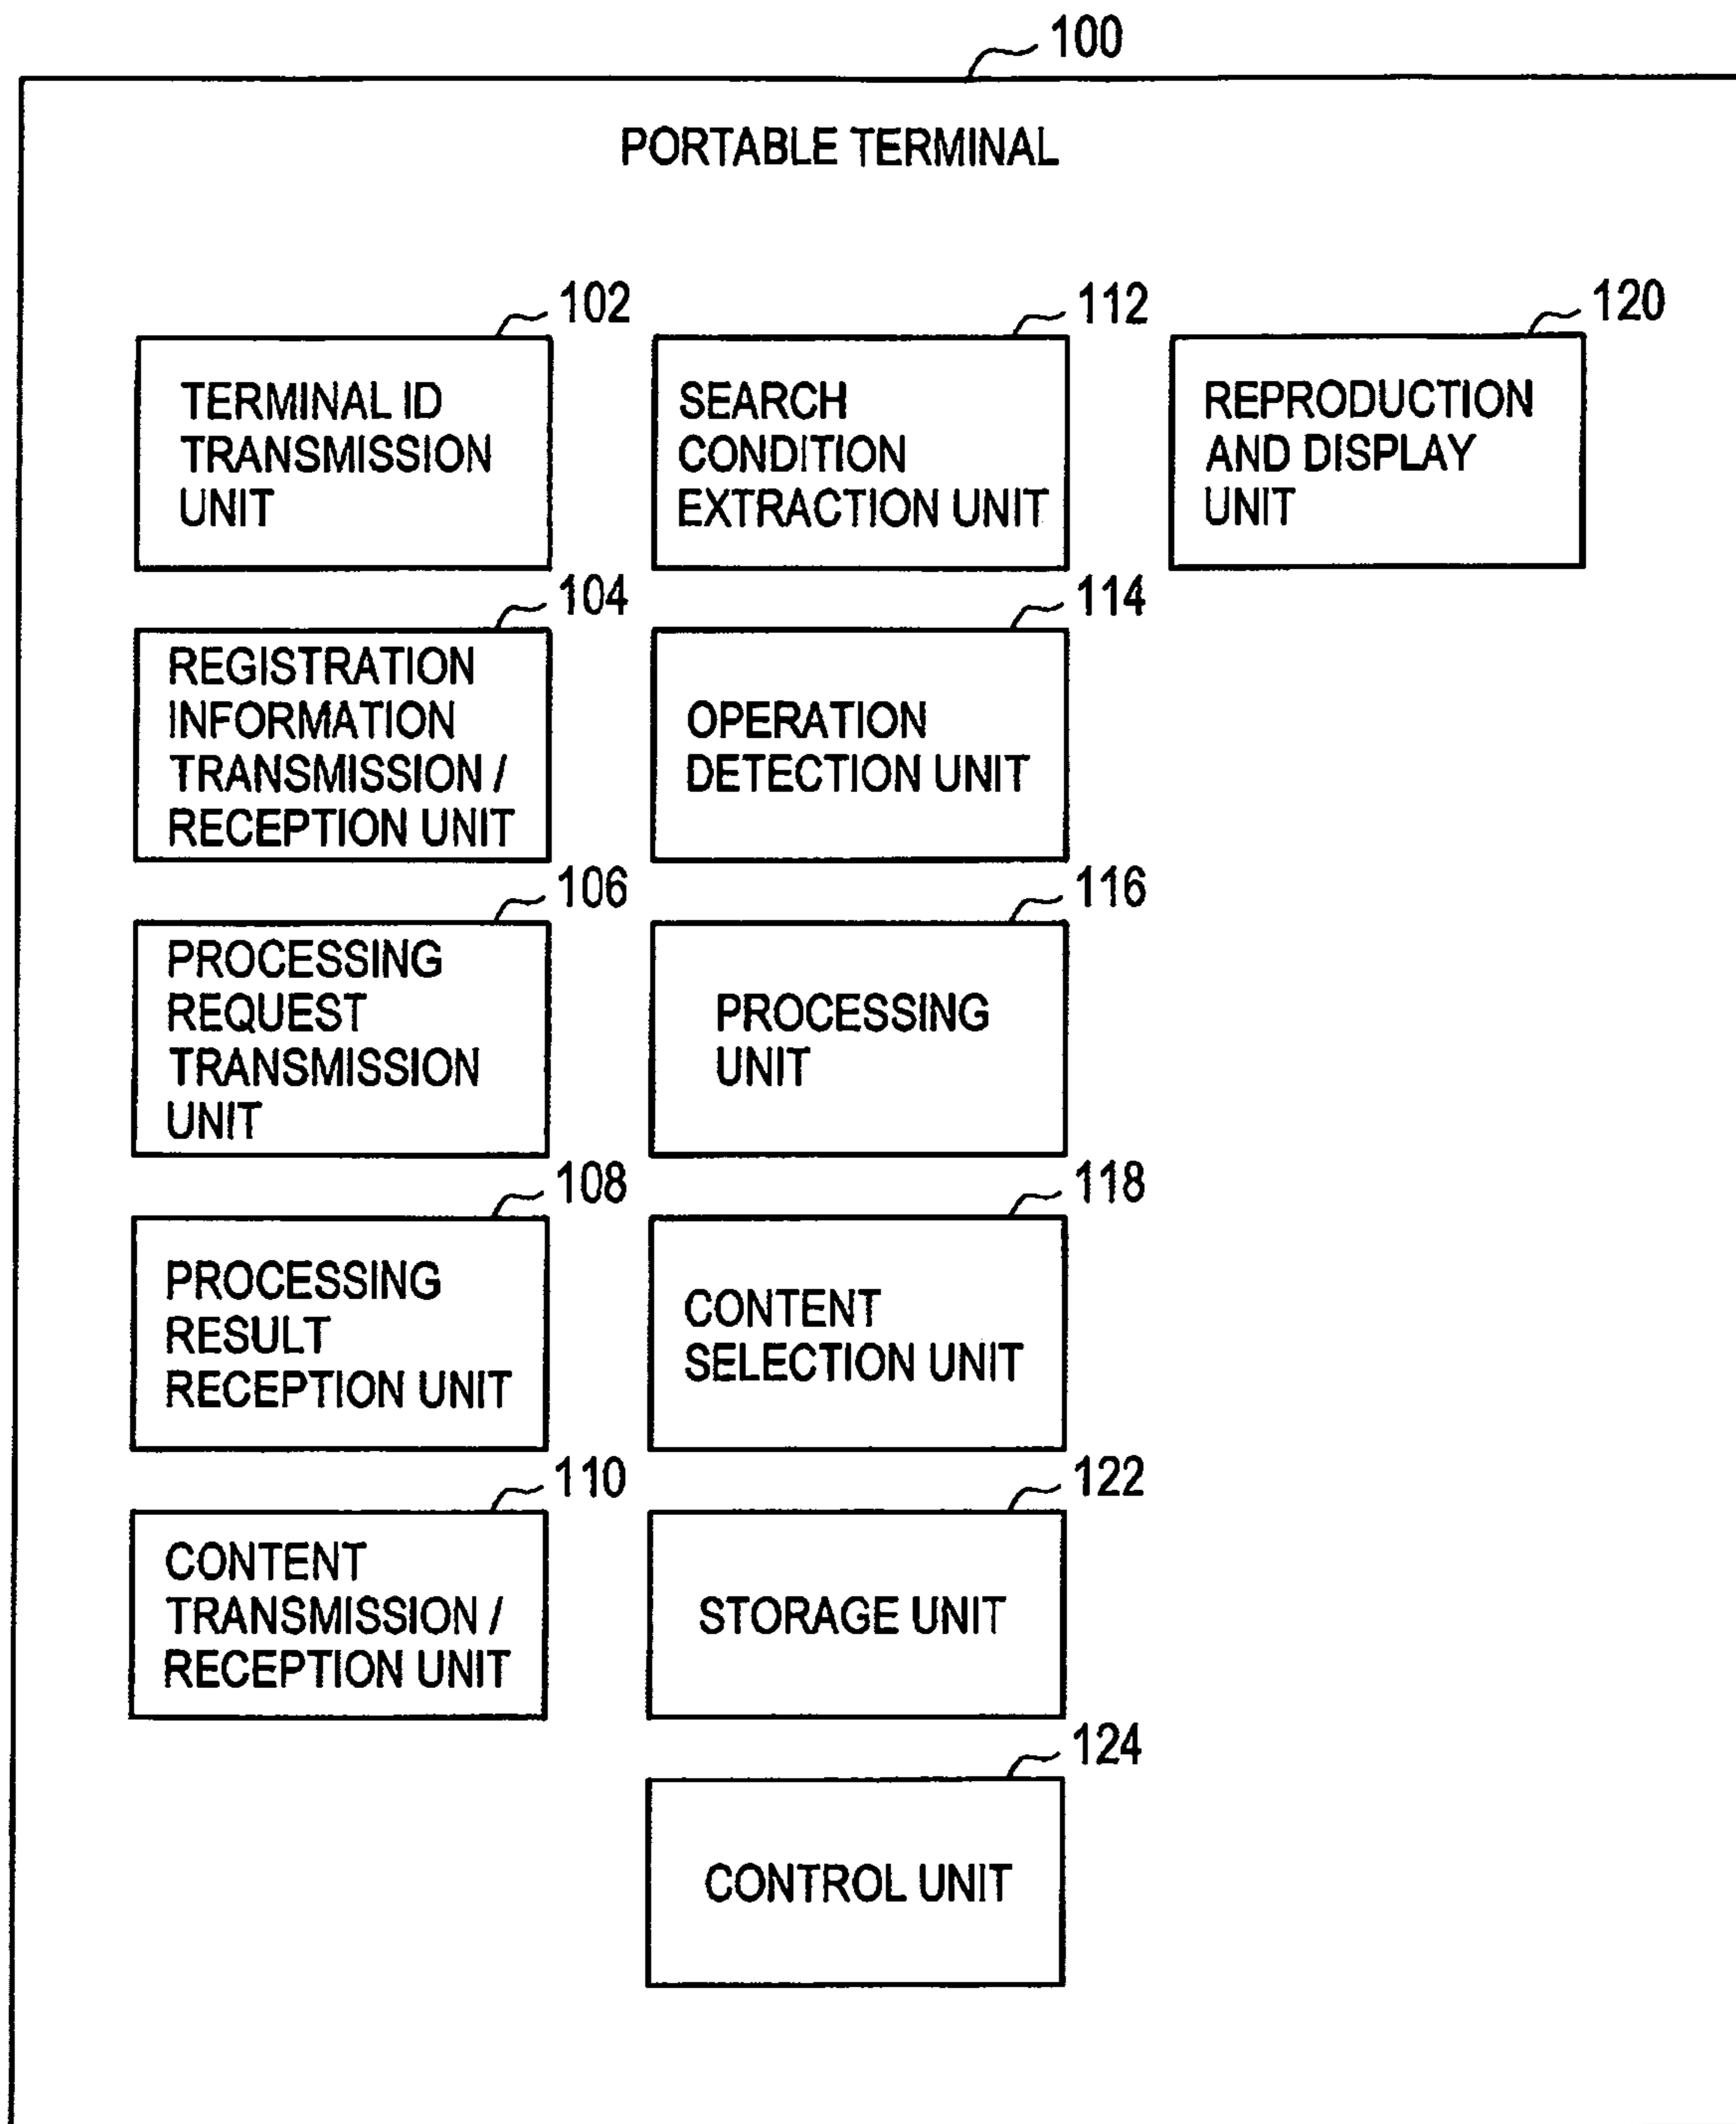 100
PORTABLE TERMINAL
102
TERMINAL ID
TRANSMISSION
UNIT
104
REGISTRATION
INFORMATION
TRANSMISSION /
RECEPTION UNIT
106
PROCESSING
REQUEST
TRANSMISSION
UNIT
108
PROCESSING
RESULT
RECEPTION UNIT
110
CONTENT
TRANSMISSION /
RECEPTION UNIT
112
SEARCH
CONDITION
EXTRACTION UNIT
114
OPERATION
DETECTION UNIT
116
PROCESSING
UNIT
118
CONTENT
SELECTION UNIT
122
STORAGE UNIT
124
CONTROL UNIT
120
REPRODUCTION
AND DISPLAY
UNIT